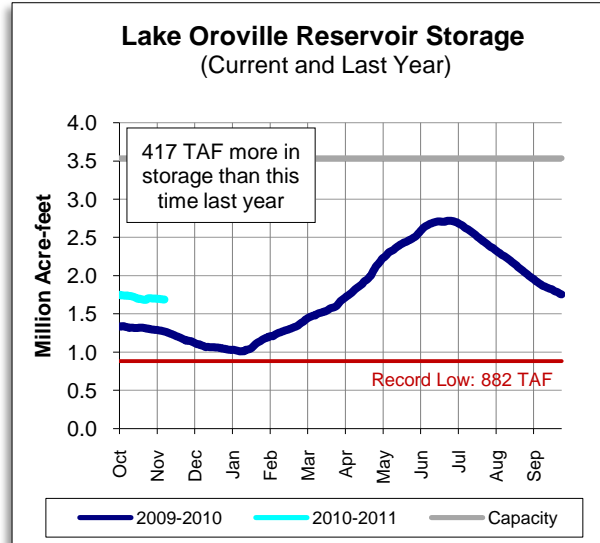 Lake Oroville Reservoir Storage
(Current and Last Year)
Million Acre-feet
4.0
3.5
3.0
2.5
2.0
1.5
1.0
0.5
0.0
417 TAF more in
storage than this
time last year
Record Low: 882 TAF
Oct
Nov
Dec
Jan
Feb
Mar
Apr
May
Jun
Jul
Aug
Sep
2009-2010
2010-2011
Capacity